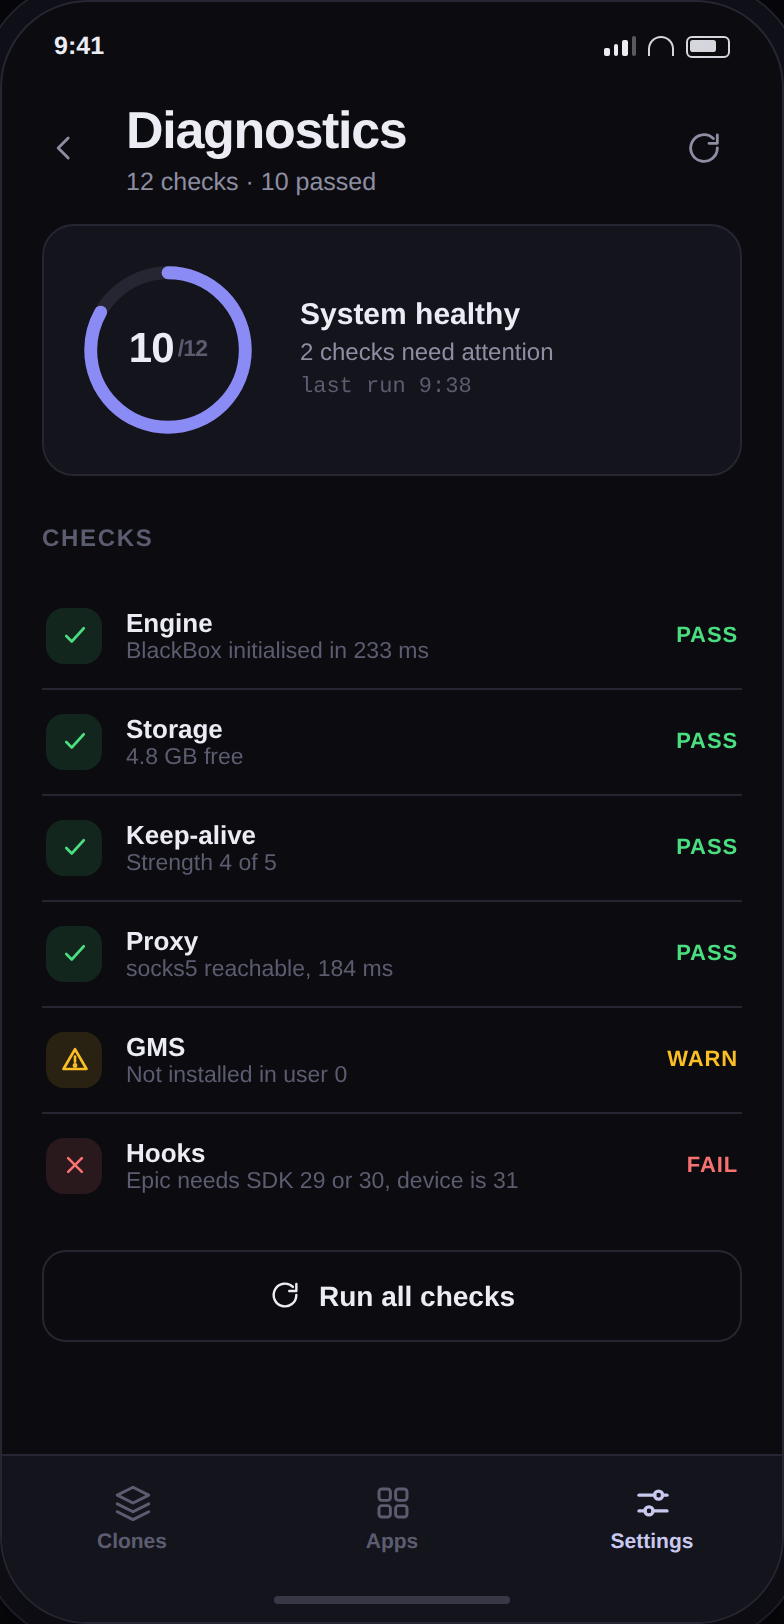 9:41
Diagnostics
12 checks · 10 passed
10/12
System healthy
2 checks need attention
last run 9:38
CHECKS
Engine
BlackBox initialised in 233 ms
PASS
Storage
4.8 GB free
PASS
Keep-alive
Strength 4 of 5
PASS
Proxy
socks5 reachable, 184 ms
PASS
GMS
Not installed in user 0
WARN
Hooks
Epic needs SDK 29 or 30, device is 31
FAIL
Run all checks
Clones
Apps
Settings